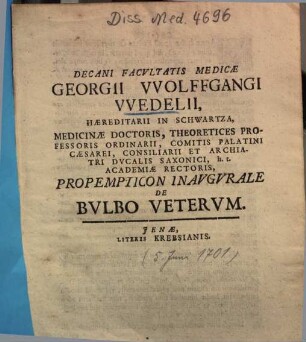 Diss Med. 4696
DECANI FACVLTATIS MEDICÆ
GEORGII VVOLFFGANGI
VVEDELII,
HÆREDITARII IN SCHWARTZA,
MEDICINÆ DOCTORIS, THEORETICES PRO-
FESSORIS ORDINARII, COMITIS PALATINI
CÆSAREI, CONSILIARII ET ARCHIA-
TRI DVCALIS SAXONICI, h. t.
ACADEMIÆ RECTORIS,
PROPEMPTICON INAVGVRALE
DE
BVLBO VETERVM.
JENÆ,
LITERIS KREBSIANIS.
(5. Juni 1701)